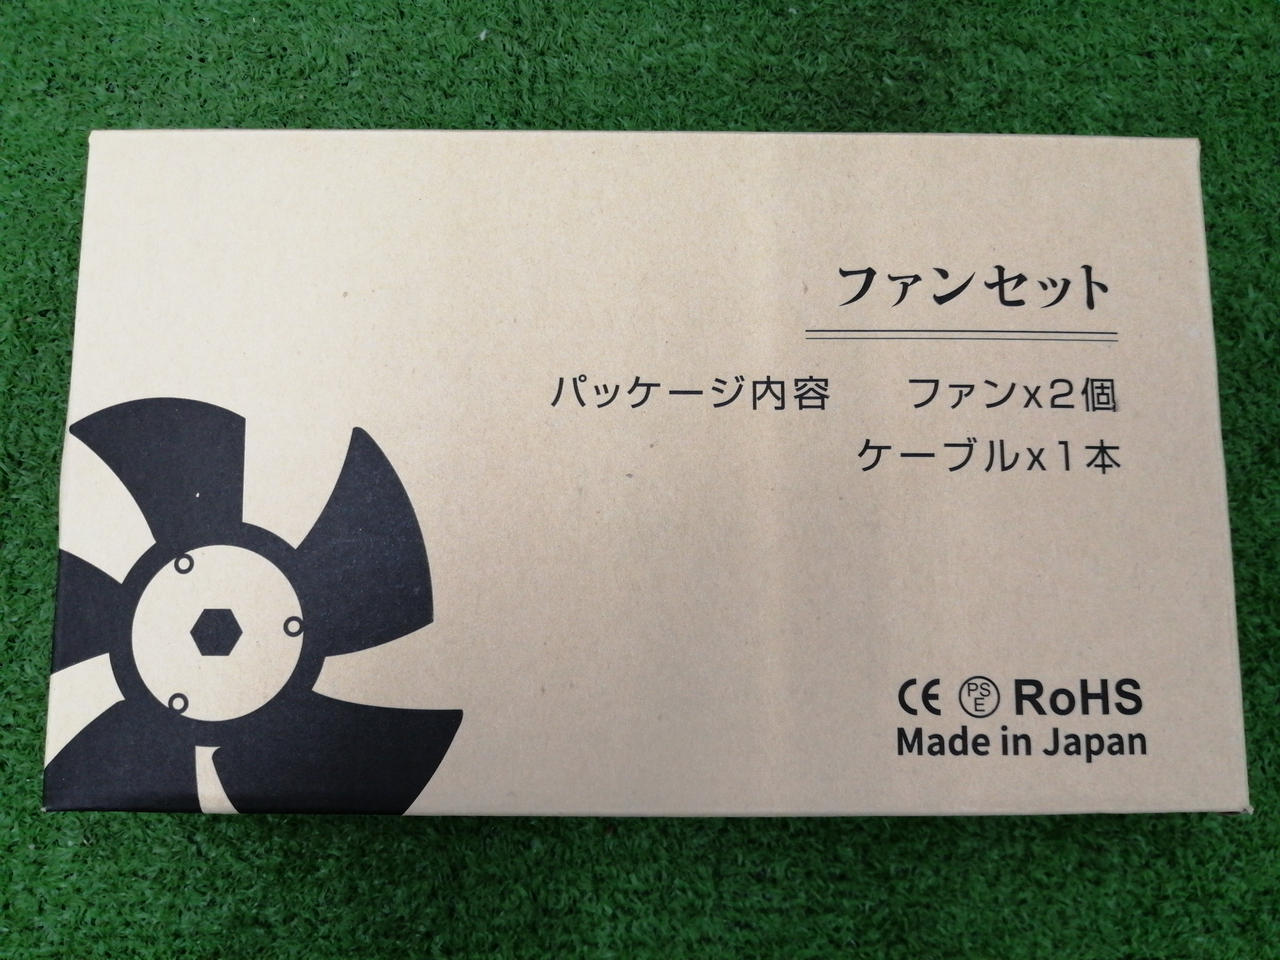 ファンセット
パッケージ内容 ファンx2個
ケーブルx1本
CE PSE RoHS
Made in Japan